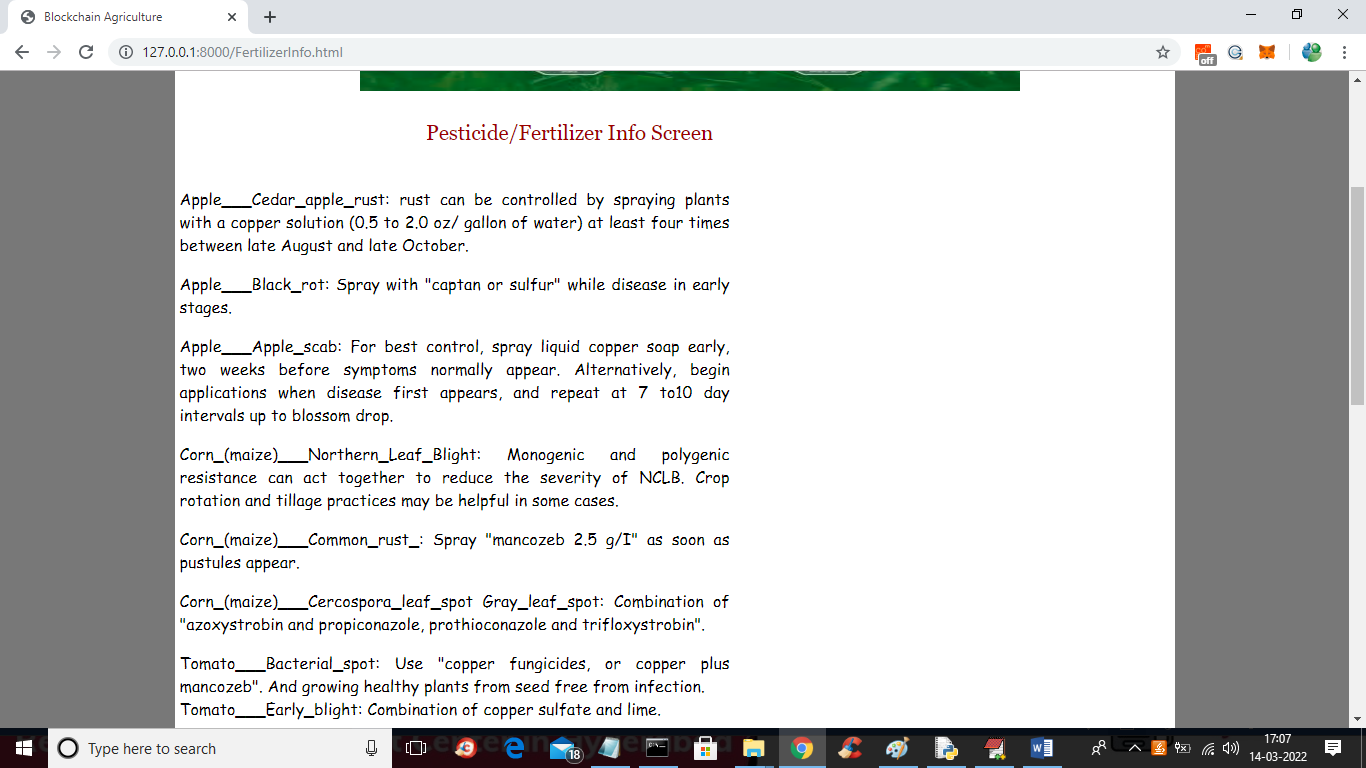 Blockchain Agriculture
127.0.0.1:8000/FertilizerInfo.html
off
Pesticide/Fertilizer Info Screen
Apple___Cedar_apple_rust: rust can be controlled by spraying plants
with a copper solution (0.5 to 2.0 oz/ gallon of water) at least four times
between late August and late October.
Apple___Black_rot: Spray with "captan or sulfur" while disease in early
stages.
Apple___Apple_scab: For best control, spray liquid copper soap early,
two weeks before symptoms normally appear. Alternatively, begin
applications when disease first appears, and repeat at 7 to10 day
intervals up to blossom drop.
Corn_(maize)___Northern_Leaf_Blight: Monogenic and polygenic
resistance can act together to reduce the severity of NCLB. Crop
rotation and tillage practices may be helpful in some cases.
Corn_(maize)___Common_rust_: Spray "mancozeb 2.5 g/I" as soon as
pustules appear.
Corn_(maize)___Cercospora_leaf_spot Gray_leaf_spot: Combination of
"azoxystrobin and propiconazole, prothioconazole and trifloxystrobin".
Tomato___Bacterial_spot: Use "copper fungicides, or copper plus
mancozeb". And growing healthy plants from seed free from infection.
Tomato___Early_blight: Combination of copper sulfate and lime.
Type here to search
18
17:07
14-03-2022